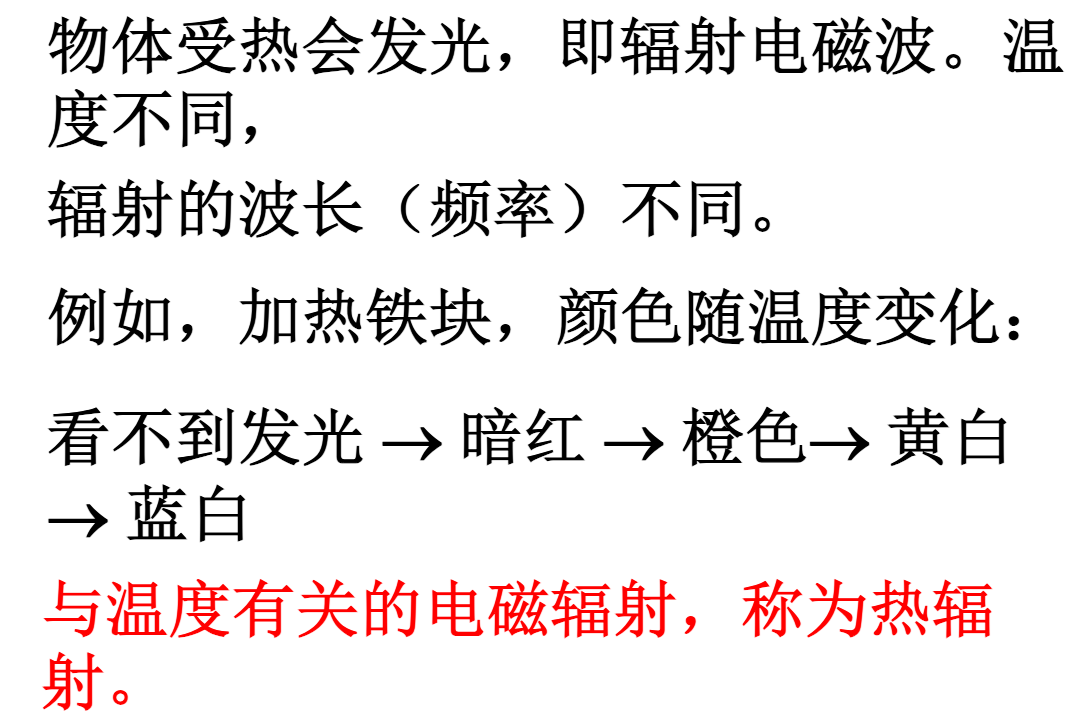 物体受热会发光，即辐射电磁波。温
度不同，
辐射的波长（频率）不同。
例如，加热铁块，颜色随温度变化：
看不到发光 → 暗红 → 橙色→ 黄白
→ 蓝白
与温度有关的电磁辐射，称为热辐
射。